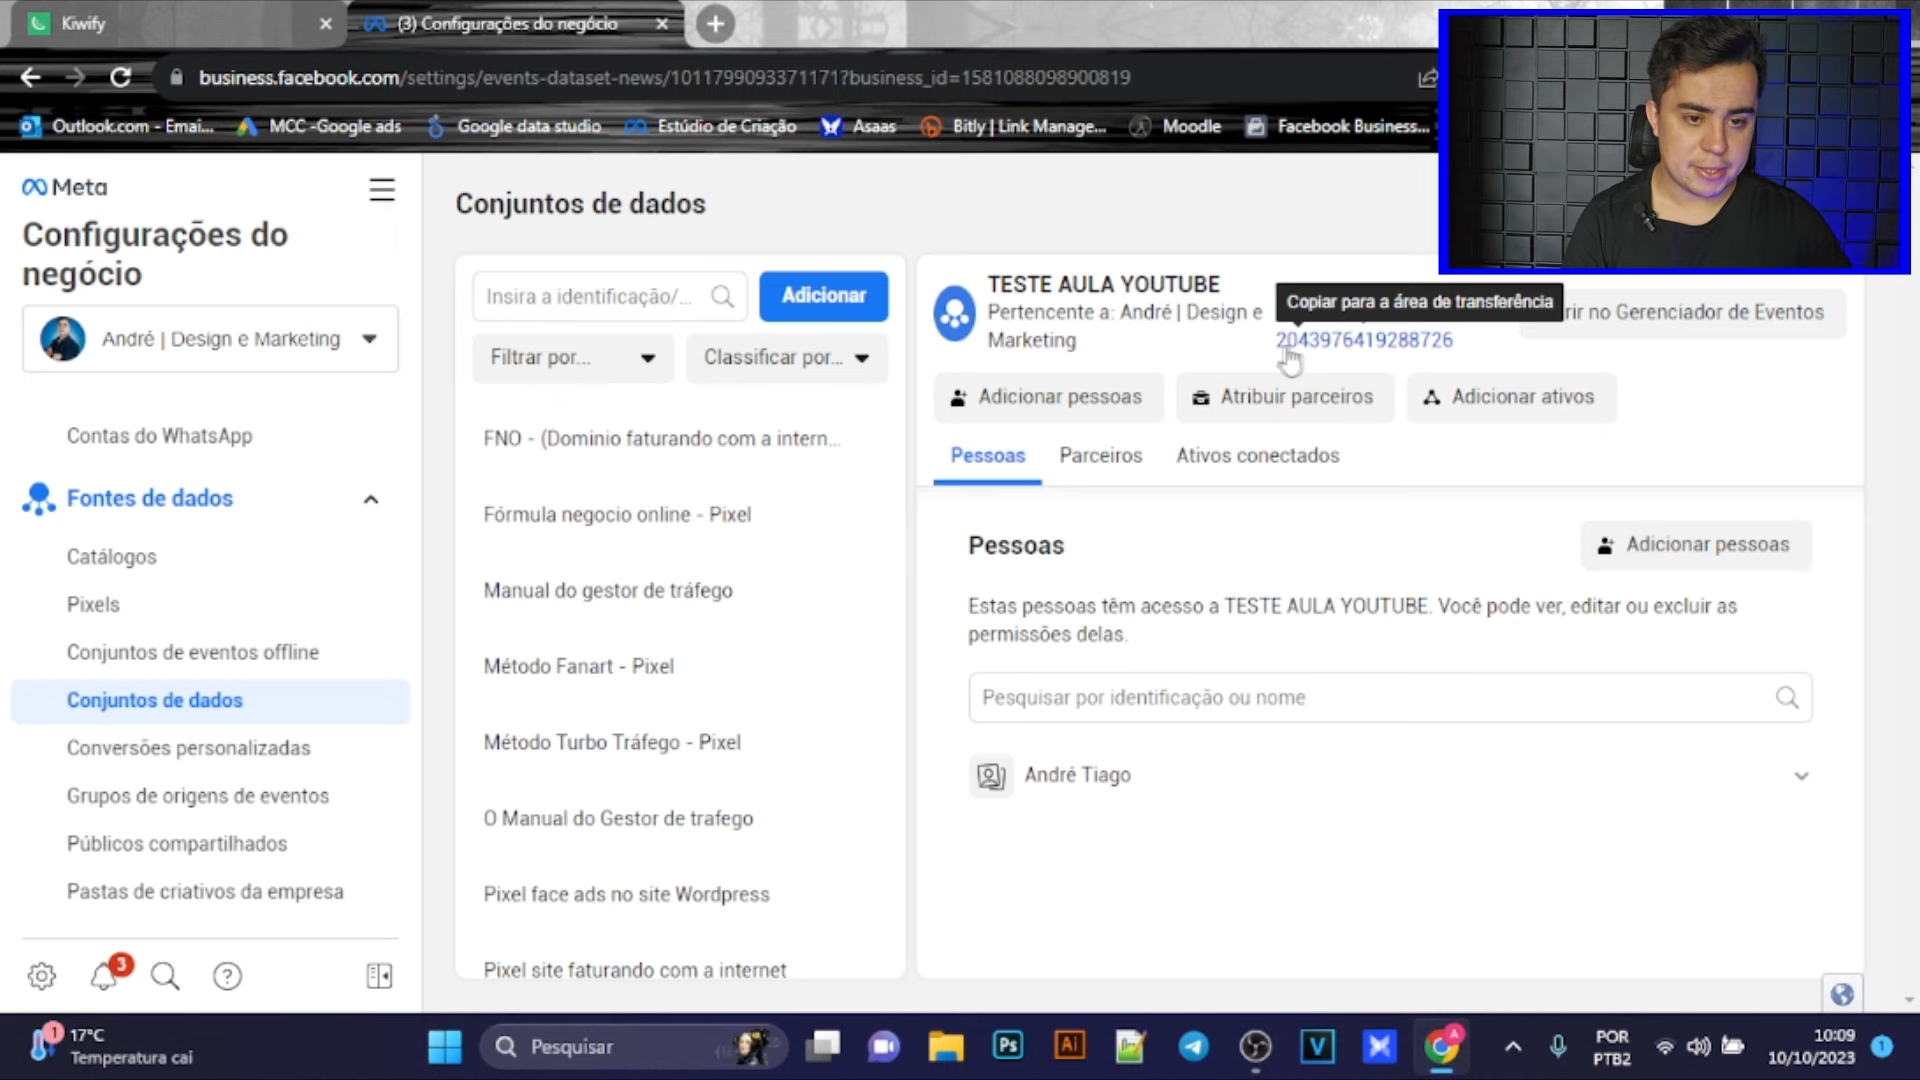 Kiwify
(3) Configurações do negócio
business.facebook.com/settings/events-dataset-news/1011799093371171?business_id=1581088098900819
Outlook.com - Emai...
MCC -Google ads
Google data studio
Estúdio de Criação
Asaas
Bitly | Link Manage...
Moodle
Facebook Business...
Meta
Configurações do
negócio
André | Design e Marketing
Contas do WhatsApp
Fontes de dados
Catálogos
Pixels
Conjuntos de eventos offline
Conjuntos de dados
Conversões personalizadas
Grupos de origens de eventos
Públicos compartilhados
Pastas de criativos da empresa
3
Conjuntos de dados
Insira a identificação/...
Adicionar
Filtrar por...
Classificar por...
FNO - (Dominio faturando com a intern...
Fórmula negocio online - Pixel
Manual do gestor de tráfego
Método Fanart - Pixel
Método Turbo Tráfego - Pixel
O Manual do Gestor de trafego
Pixel face ads no site Wordpress
Pixel site faturando com a internet
TESTE AULA YOUTUBE
Pertencente a: André | Design e
Marketing
Copiar para a área de transferência
2043976419288726
rir no Gerenciador de Eventos
Adicionar pessoas
Atribuir parceiros
Adicionar ativos
Pessoas
Parceiros
Ativos conectados
Pessoas
Adicionar pessoas
Estas pessoas têm acesso a TESTE AULA YOUTUBE. Você pode ver, editar ou excluir as
permissões delas.
Pesquisar por identificação ou nome
André Tiago
1
17°C
Temperatura cai
Pesquisar
Ps
Ai
V
A
POR
PTB2
10:09
10/10/2023
1